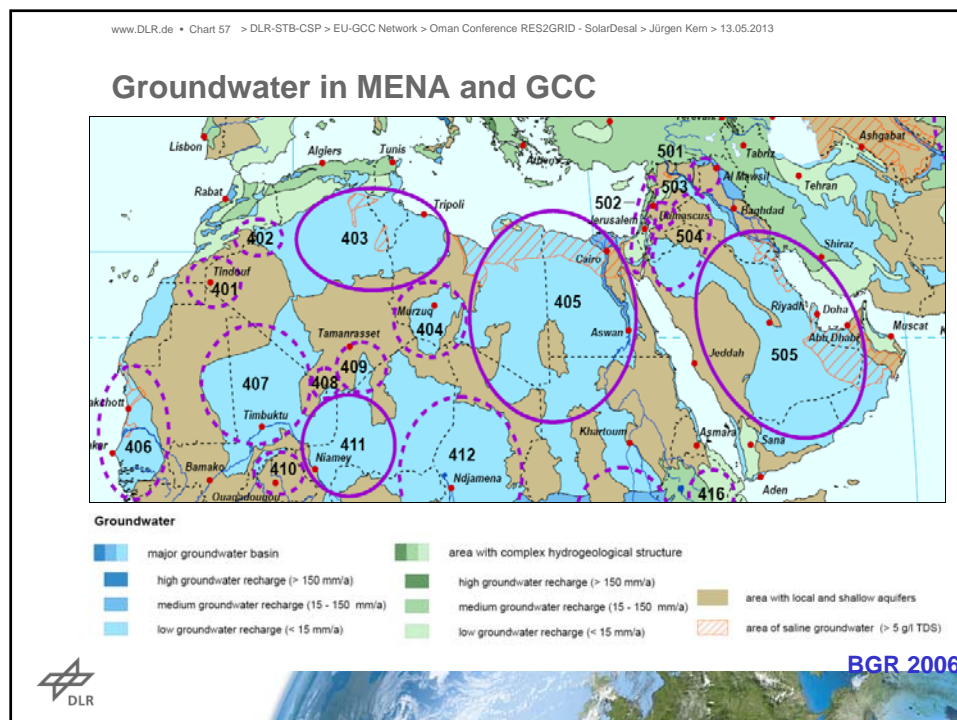 www.DLR.de • Chart 57 > DLR-STB-CSP > EU-GCC Network > Oman Conference RES2GRID - SolarDesal > Jürgen Kern > 13.05.2013
Groundwater in MENA and GCC
Lisbon
Algiers
Tunis
Tabriz
Ashgabat
501
Al Mawsil
Tehran
Rabat
503
502
Tripoli
Jerusalem
Damascus
Baghdad
402
403
504
Shiraz
Cairo
Tindouf
401
405
Murzuq
404
Riyadh
Doha
Aswan
Abu Dhabi
Muscat
Tamanrasset
505
Jeddah
409
407
408
Timbuktu
406
411
412
Khartoum
Asmara
Sana
Niamey
Bamako
410
Ndjamena
Ouagadougou
416
Aden
Groundwater
major groundwater basin
high groundwater recharge (> 150 mm/a)
medium groundwater recharge (15 - 150 mm/a)
low groundwater recharge (< 15 mm/a)
area with complex hydrogeological structure
high groundwater recharge (> 150 mm/a)
medium groundwater recharge (15 - 150 mm/a)
low groundwater recharge (< 15 mm/a)
area with local and shallow aquifers
area of saline groundwater (> 5 g/l TDS)
BGR 2006
DLR